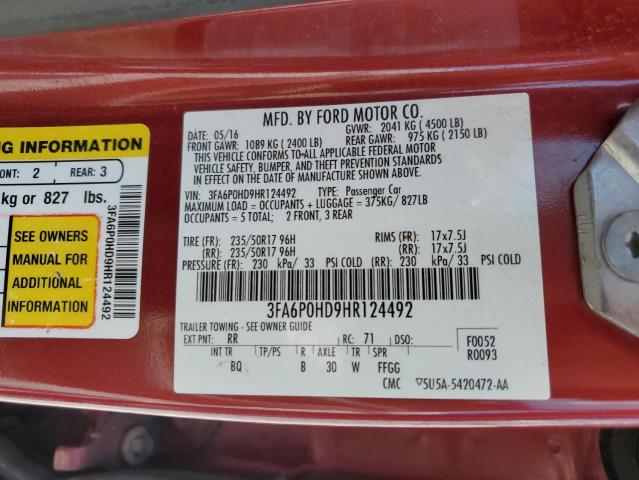 NG INFORMATION
ONT: 2 REAR: 3
kg or 827 lbs.
SEE OWNERS
MANUAL FOR
ADDITIONAL
INFORMATION
3FA6P0HD9HR124492
MFD. BY FORD MOTOR CO.
DATE: 05/16 GVWR: 2041 KG ( 4500 LB)
FRONT GAWR: 1089 KG ( 2400 LB) REAR GAWR: 975 KG ( 2150 LB)
THIS VEHICLE CONFORMS TO ALL APPLICABLE FEDERAL MOTOR
VEHICLE SAFETY, BUMPER, AND THEFT PREVENTION STANDARDS
IN EFFECT ON THE DATE OF MANUFACTURE SHOWN ABOVE.
VIN: 3FA6P0HD9HR124492 TYPE: Passenger Car
MAXIMUM LOAD = OCCUPANTS + LUGGAGE = 375KG/ 827LB
OCCUPANTS = 5 TOTAL: 2 FRONT, 3 REAR
TIRE (FR): 235/50R17 96H RIMS (FR): 17x7.5J
(RR): 235/50R17 96H (RR): 17x7.5J
PRESSURE (FR): 230 kPa/ 33 PSI COLD (RR): 230 kPa/ 33 PSI COLD
3FA6P0HD9HR124492
TRAILER TOWING - SEE OWNER GUIDE
EXT PNT: RR RC: 71 DSO: F0052
INT TR TP/PS R AXLE TR SPR R0093
BQ B 30 W FFGG
CMC ▽5U5A-5420472-AA